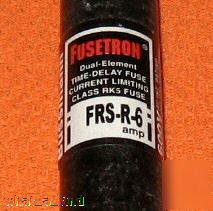 FUSETRON®
Dual-Element
TIME-DELAY FUSE
CURRENT LIMITING
CLASS RK5 FUSE
FRS-R-6
amp